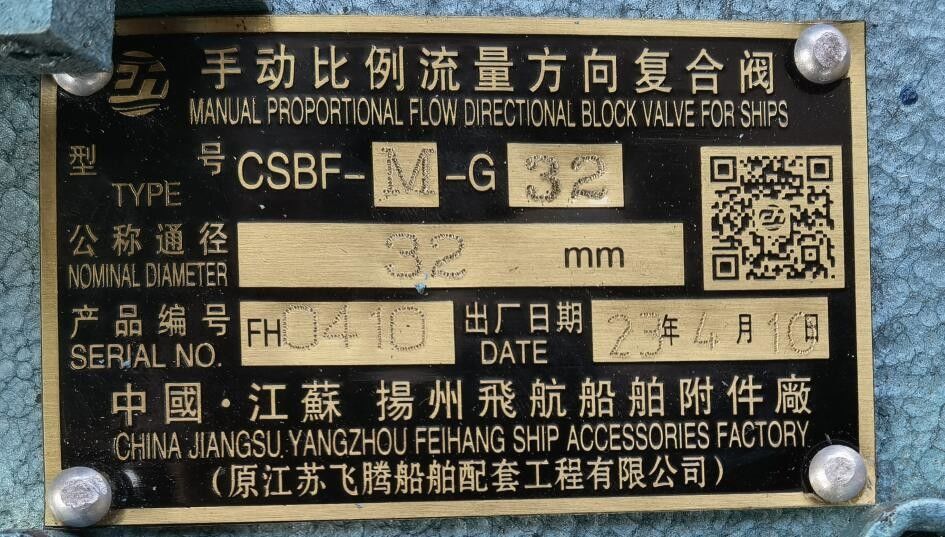 手动比例流量方向复合阀
MANUAL PROPORTIONAL FLOW DIRECTIONAL BLOCK VALVE FOR SHIPS
型号 CSBF-M-G32
TYPE
公称通径 32 mm
NOMINAL DIAMETER
产品编号 FH0410 出厂日期 23年4月10日
SERIAL NO. DATE
中國·江蘇 揚州飛航船舶附件廠
CHINA JIANGSU YANGZHOU FEIHANG SHIP ACCESSORIES FACTORY
(原江苏飞腾船舶配套工程有限公司)